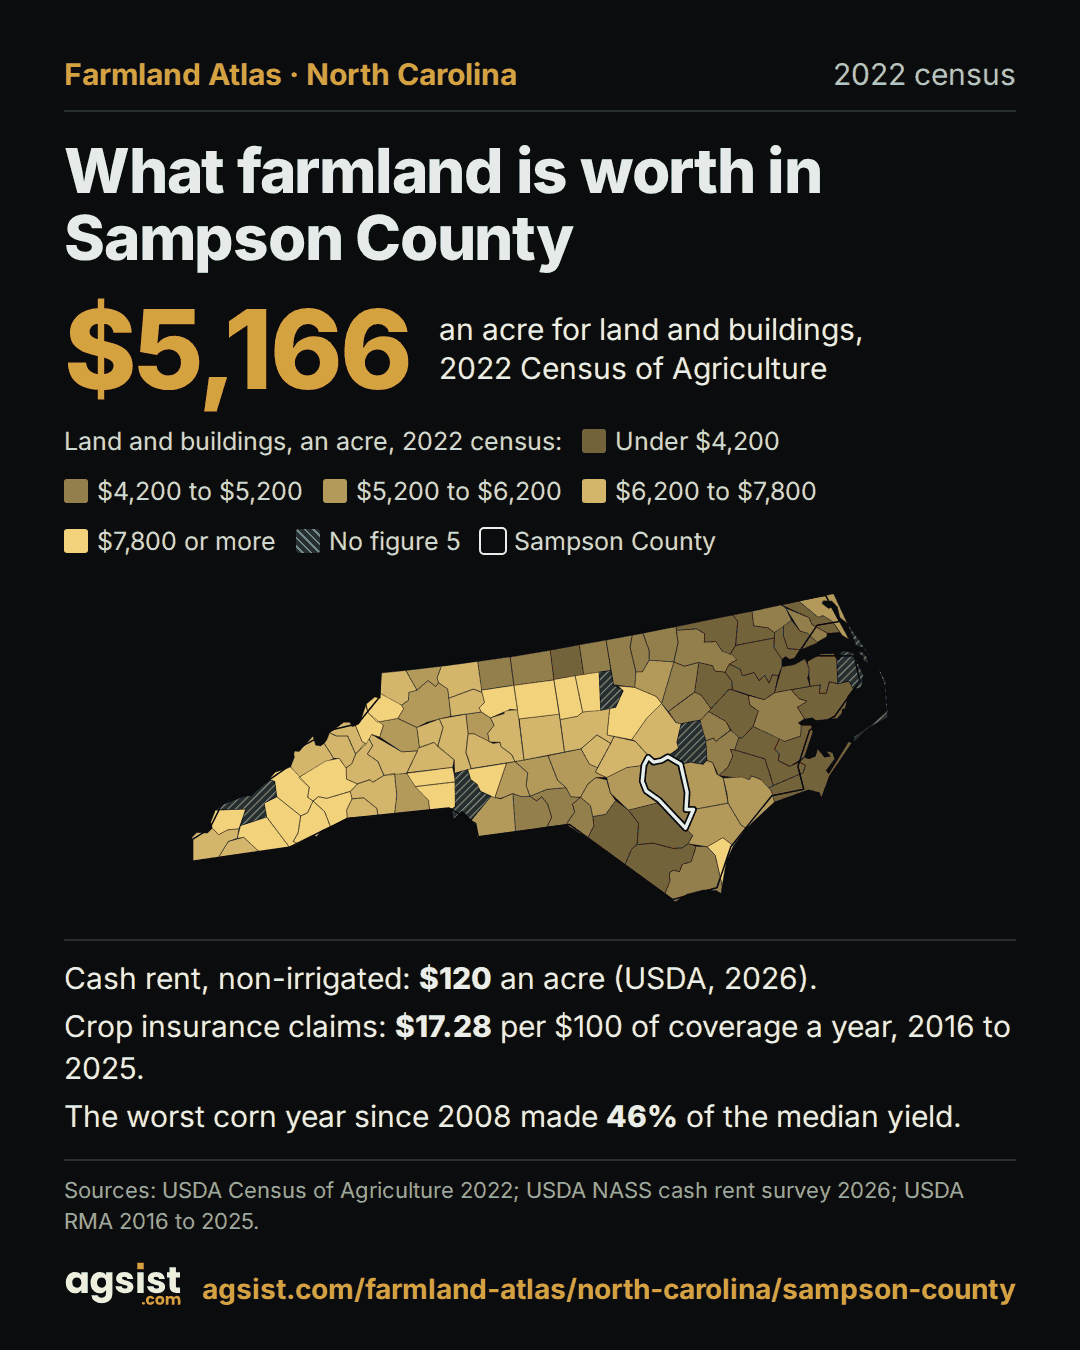 Farmland Atlas · North Carolina
2022 census
What farmland is worth in
Sampson County
$5,166
an acre for land and buildings,
2022 Census of Agriculture
Land and buildings, an acre, 2022 census: Under $4,200
$4,200 to $5,200 $5,200 to $6,200 $6,200 to $7,800
$7,800 or more No figure 5 Sampson County
Cash rent, non-irrigated: $120 an acre (USDA, 2026).
Crop insurance claims: $17.28 per $100 of coverage a year, 2016 to
2025.
The worst corn year since 2008 made 46% of the median yield.
Sources: USDA Census of Agriculture 2022; USDA NASS cash rent survey 2026; USDA
RMA 2016 to 2025.
agsist
.com
agsist.com/farmland-atlas/north-carolina/sampson-county